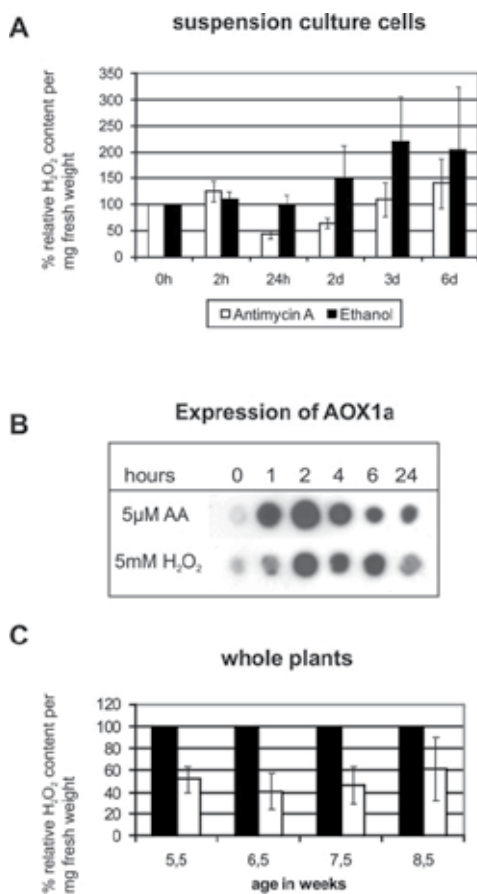 A
suspension culture cells
% relative H₂O₂ content per
mg fresh weight
350
300
250
200
150
100
50
0
0h 2h 24h 2d 3d 6d
Antimycin A Ethanol
B
Expression of AOX1a
hours 0 1 2 4 6 24
5µM AA
5mM H₂O₂
C
whole plants
% relative H₂O₂ content per
mg fresh weight
120
100
80
60
40
20
0
5,5 6,5 7,5 8,5
age in weeks